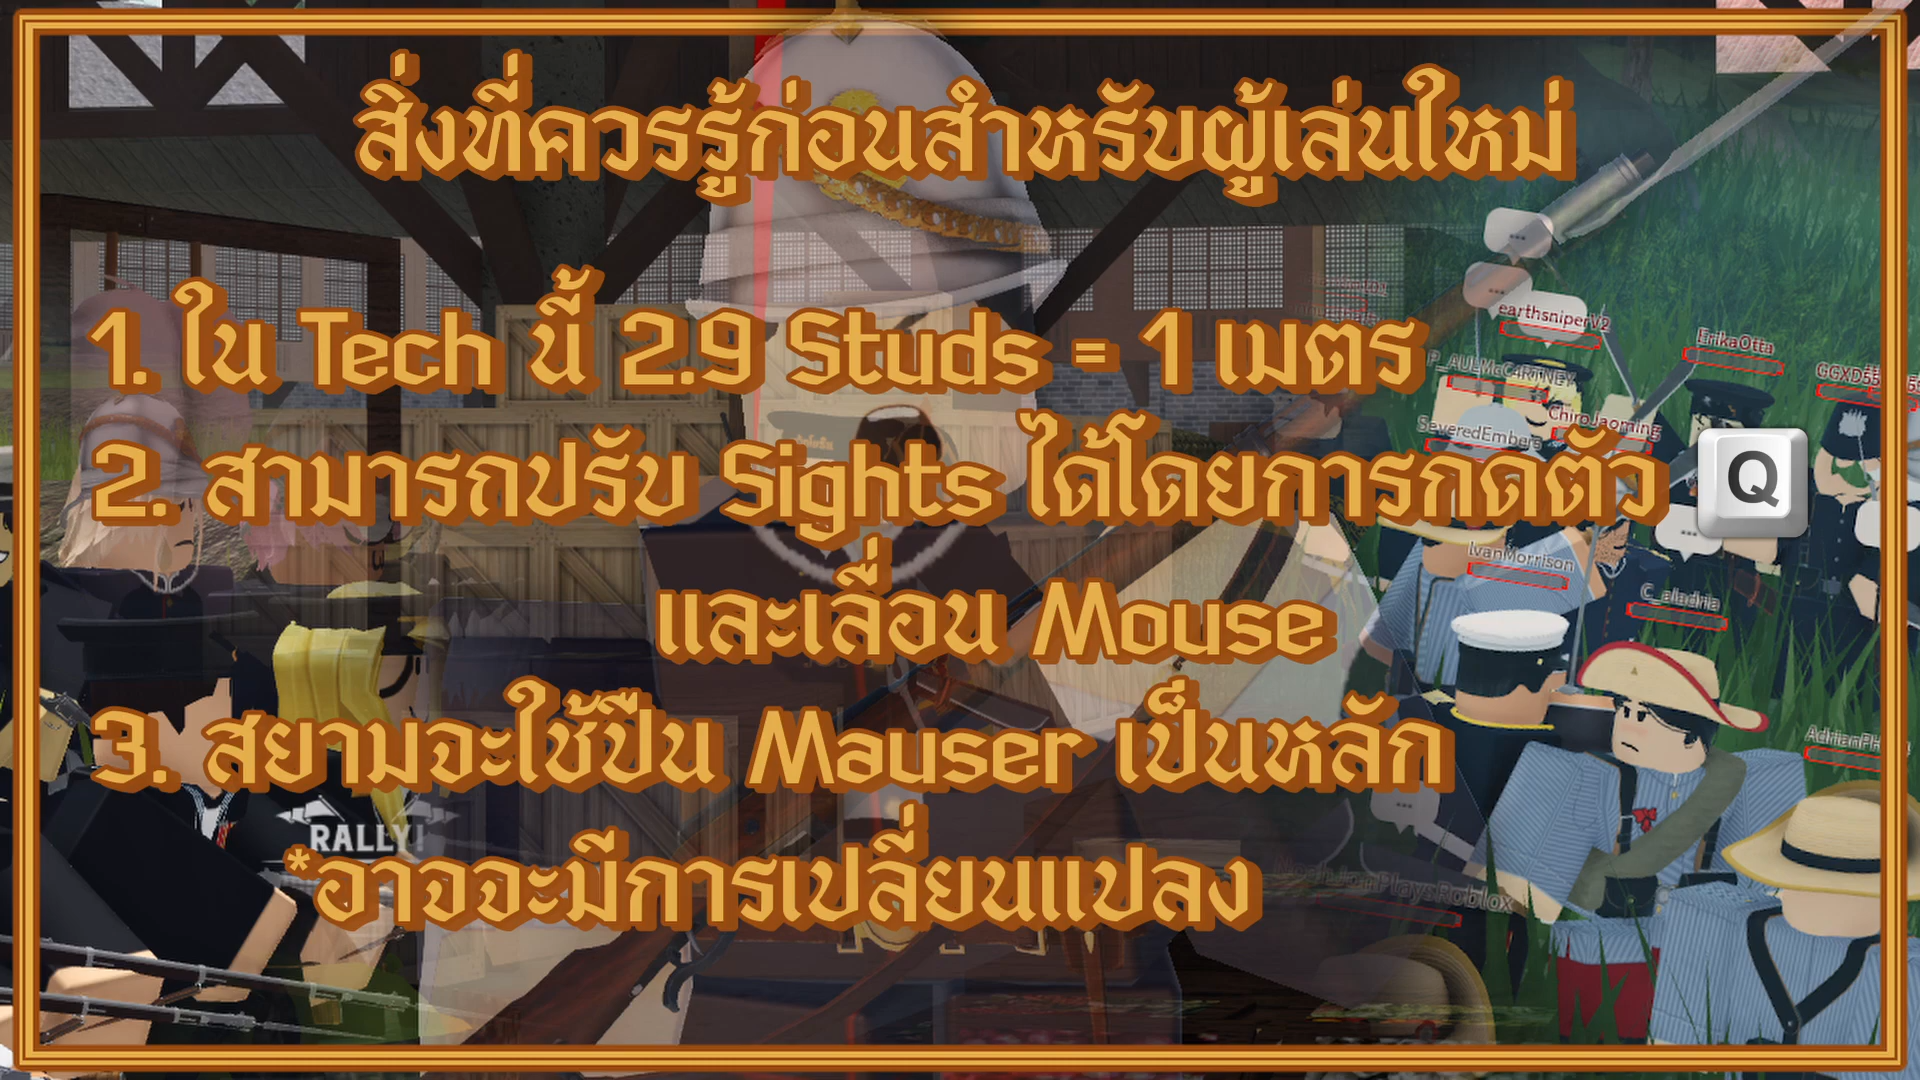 สิ่งที่ควรรู้ก่อนสำหรับผู้เล่นใหม่
1. ใน Tech นี้ 2.9 Studs = 1 เมตร
2. สามารถปรับ Sights ได้โดยการกดตัว Q
และเลื่อน Mouse
3. สยามจะใช้ปืน Mauser เป็นหลัก
*อาจจะมีการเปลี่ยนแปลง
earthsniperV2
ErikaOtta
P_AULMcCARTNEY
ChiroJaoming
SeveredEmbers
IvanMorrison
C_aladria
RALLY!